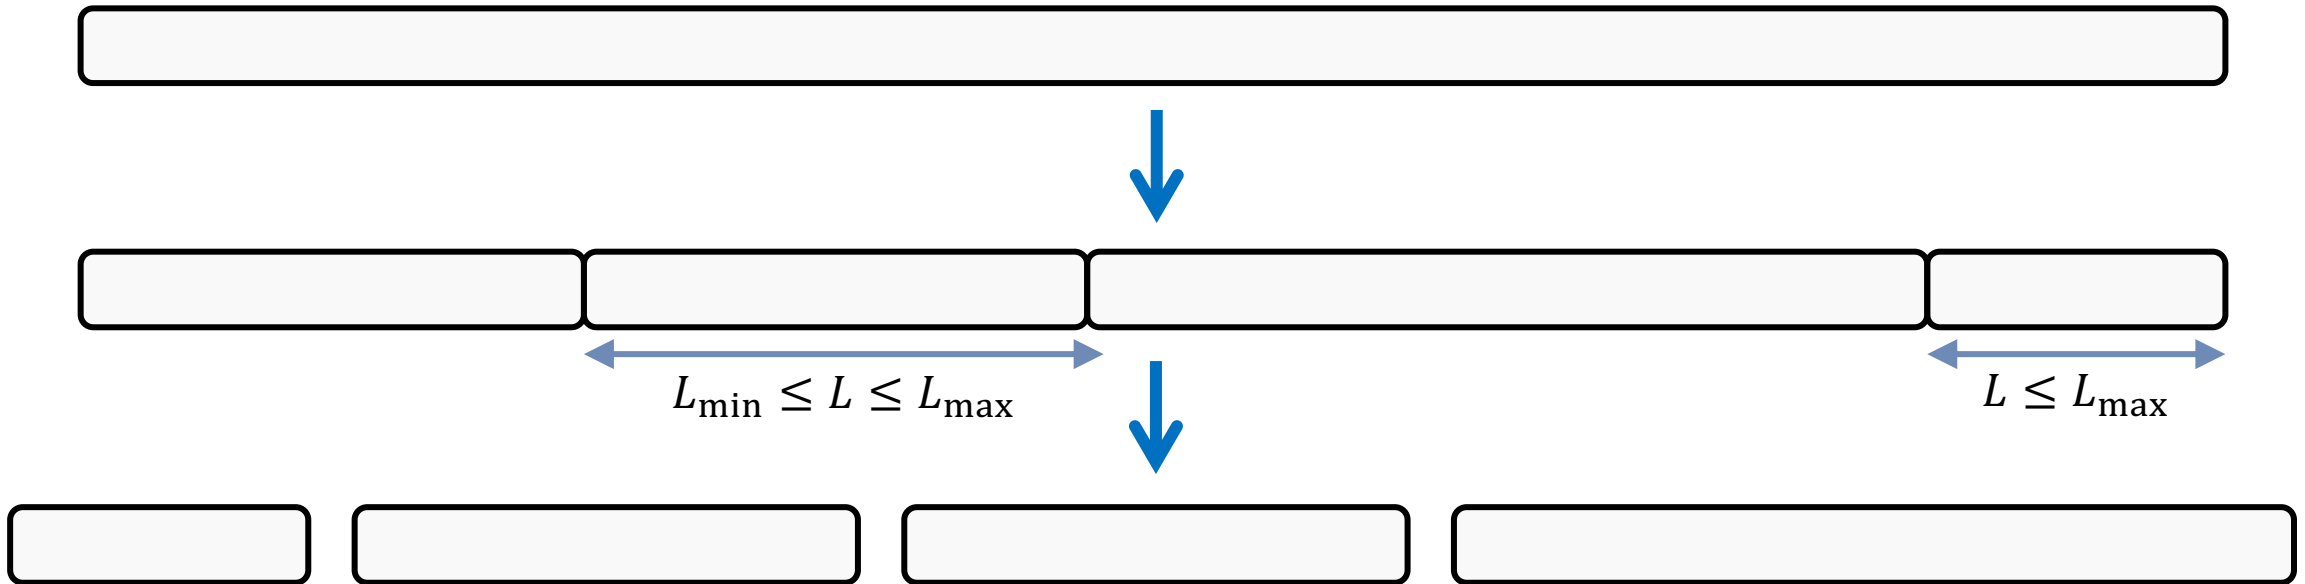 L_min ≤ L ≤ L_max
L ≤ L_max